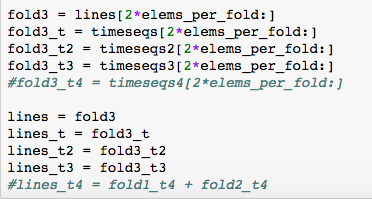 fold3 = lines[2*elems_per_fold:]
fold3_t = timeseqs[2*elems_per_fold:]
fold3_t2 = timeseqs2[2*elems_per_fold:]
fold3_t3 = timeseqs3[2*elems_per_fold:]
#fold3_t4 = timeseqs4[2*elems_per_fold:]
lines = fold3
lines_t = fold3_t
lines_t2 = fold3_t2
lines_t3 = fold3_t3
#lines_t4 = fold1_t4 + fold2_t4